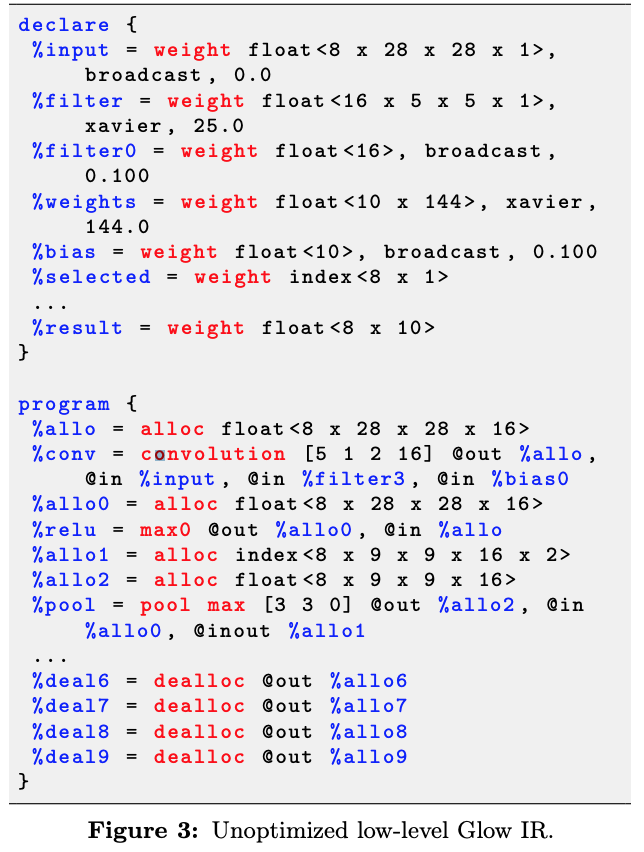 declare {
%input = weight float<8 x 28 x 28 x 1>,
broadcast, 0.0
%filter = weight float<16 x 5 x 5 x 1>,
xavier, 25.0
%filter0 = weight float<16>, broadcast,
0.100
%weights = weight float<10 x 144>, xavier,
144.0
%bias = weight float<10>, broadcast, 0.100
%selected = weight index<8 x 1>
...
%result = weight float<8 x 10>
}
program {
%allo = alloc float<8 x 28 x 28 x 16>
%conv = convolution [5 1 2 16] @out %allo,
@in %input, @in %filter3, @in %bias0
%allo0 = alloc float<8 x 28 x 28 x 16>
%relu = max0 @out %allo0, @in %allo
%allo1 = alloc index<8 x 9 x 9 x 16 x 2>
%allo2 = alloc float<8 x 9 x 9 x 16>
%pool = pool max [3 3 0] @out %allo2, @in
%allo0, @inout %allo1
...
%deal6 = dealloc @out %allo6
%deal7 = dealloc @out %allo7
%deal8 = dealloc @out %allo8
%deal9 = dealloc @out %allo9
}
Figure 3: Unoptimized low-level Glow IR.